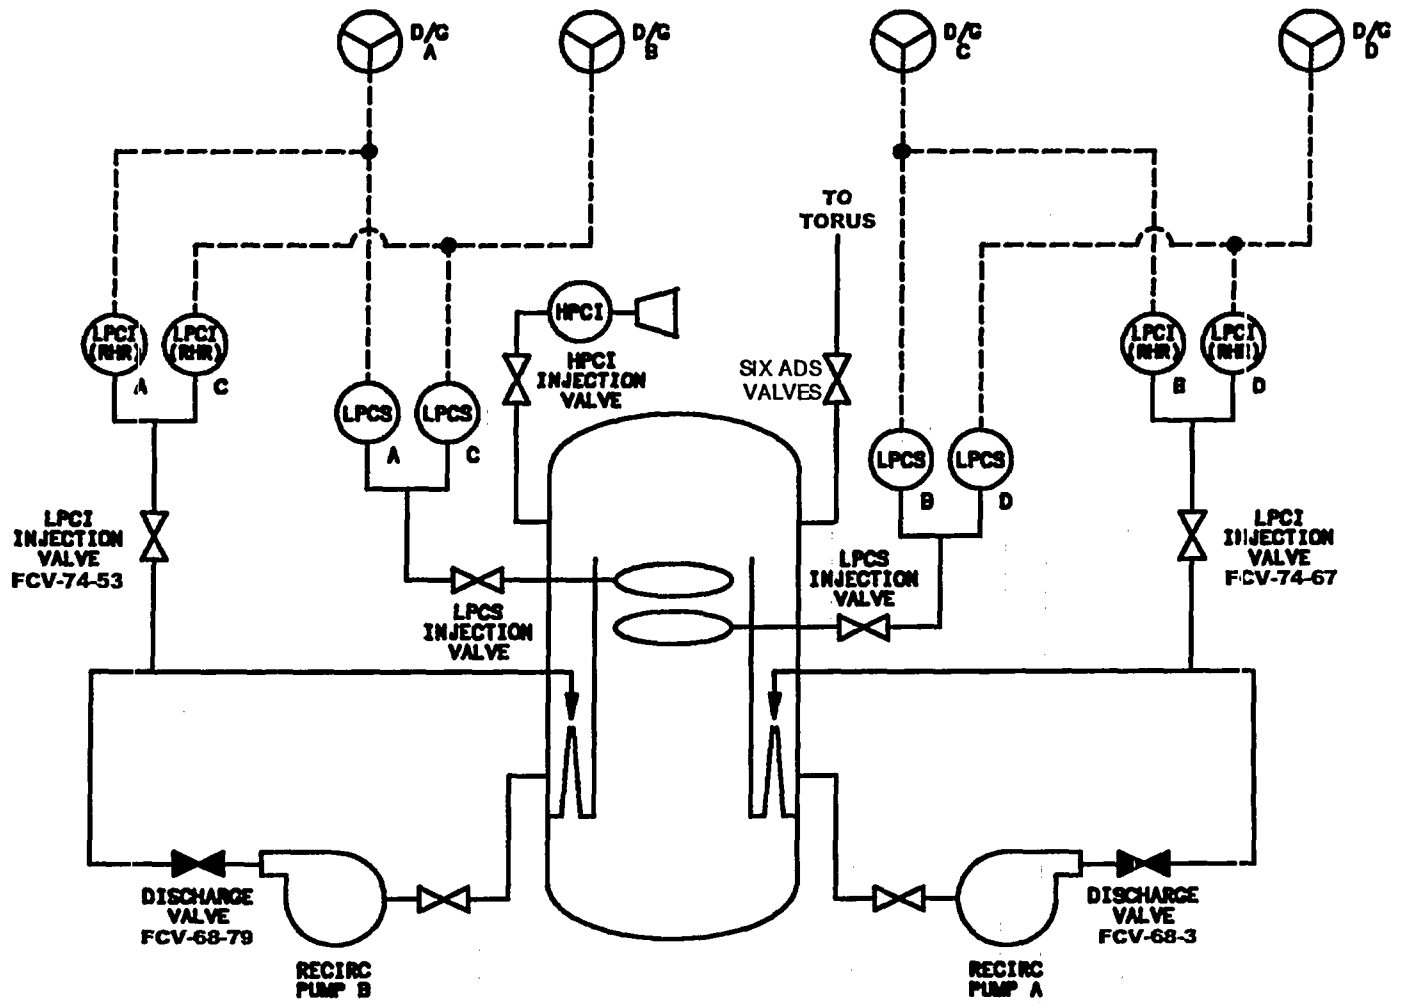 D/G
A
D/G
B
D/G
C
D/G
D
TO
TORUS
HPCI
HPCI
INJECTION
VALVE
SIX ADS
VALVES
LPCI
(RHR)
A
LPCI
(RHR)
C
LPCS
A
LPCS
C
LPCS
B
LPCS
D
LPCI
(RHR)
B
LPCI
(RHR)
D
LPCI
INJECTION
VALVE
FCV-74-53
LPCS
INJECTION
VALVE
LPCS
INJECTION
VALVE
LPCI
INJECTION
VALVE
FCV-74-67
DISCHARGE
VALVE
FCV-68-79
RECIRC
PUMP B
RECIRC
PUMP A
DISCHARGE
VALVE
FCV-68-3